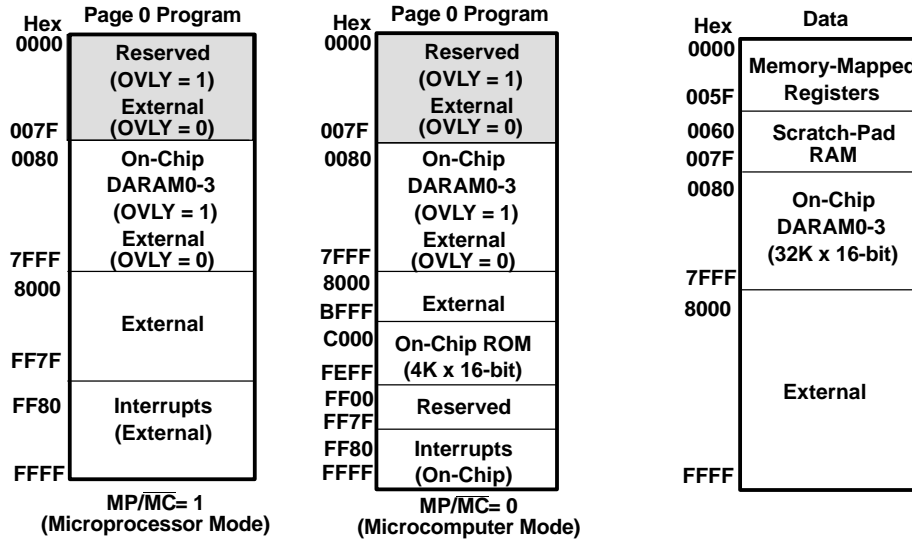 Hex
Page 0 Program
0000
Reserved
(OVLY = 1)
External
(OVLY = 0)
007F
0080
On-Chip
DARAM0-3
(OVLY = 1)
External
(OVLY = 0)
7FFF
8000
External
FF7F
FF80
Interrupts
(External)
FFFF
MP/MC= 1
(Microprocessor Mode)
Hex
Page 0 Program
0000
Reserved
(OVLY = 1)
External
(OVLY = 0)
007F
0080
On-Chip
DARAM0-3
(OVLY = 1)
External
(OVLY = 0)
7FFF
8000
External
BFFF
C000
On-Chip ROM
(4K x 16-bit)
FEFF
FF00
Reserved
FF7F
FF80
Interrupts
(On-Chip)
FFFF
MP/MC= 0
(Microcomputer Mode)
Hex
Data
0000
Memory-Mapped
Registers
005F
0060
Scratch-Pad
RAM
007F
0080
On-Chip
DARAM0-3
(32K x 16-bit)
7FFF
8000
External
FFFF